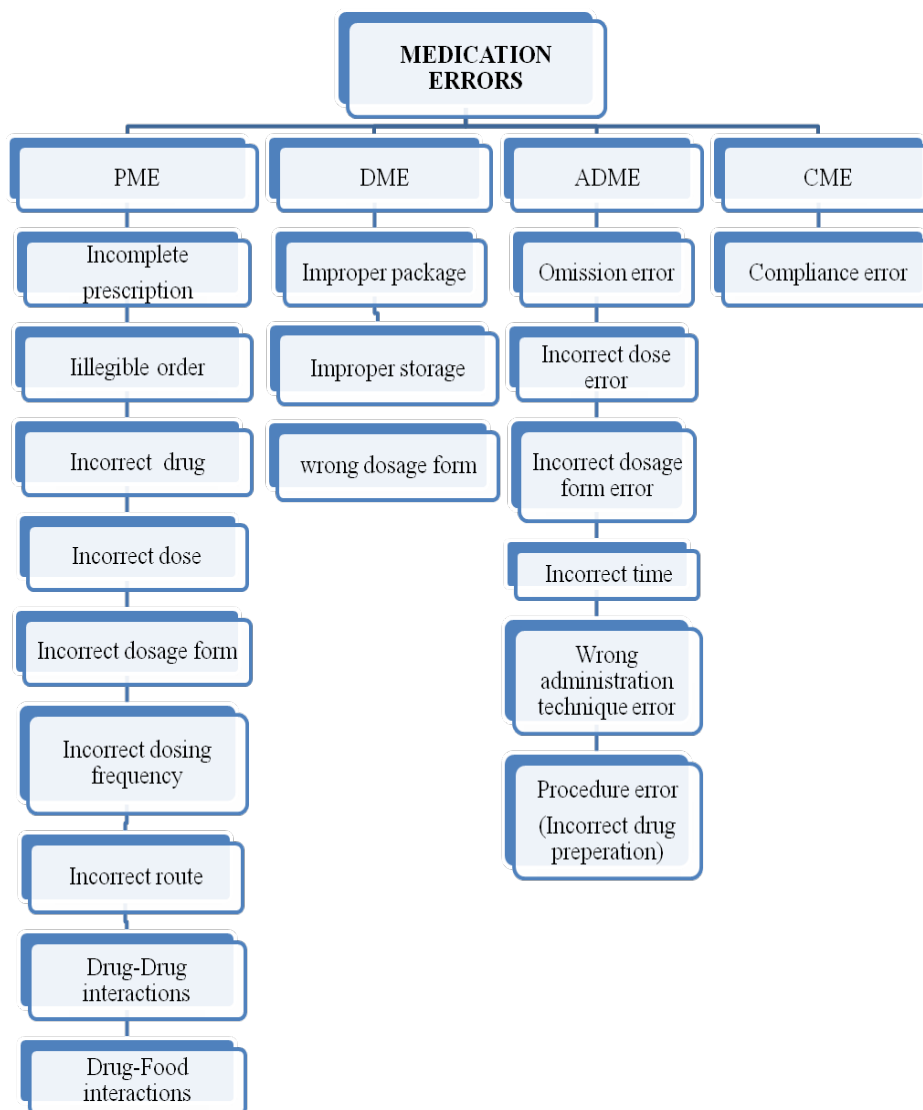 MEDICATION
ERRORS
PME
DME
ADME
CME
Incomplete
prescription
Iillegible order
Incorrect drug
Incorrect dose
Incorrect dosage form
Incorrect dosing
frequency
Incorrect route
Drug-Drug
interactions
Drug-Food
interactions
Improper package
Improper storage
wrong dosage form
Omission error
Incorrect dose
error
Incorrect dosage
form error
Incorrect time
Wrong
administration
technique error
Procedure error
(Incorrect drug
preperation)
Compliance error